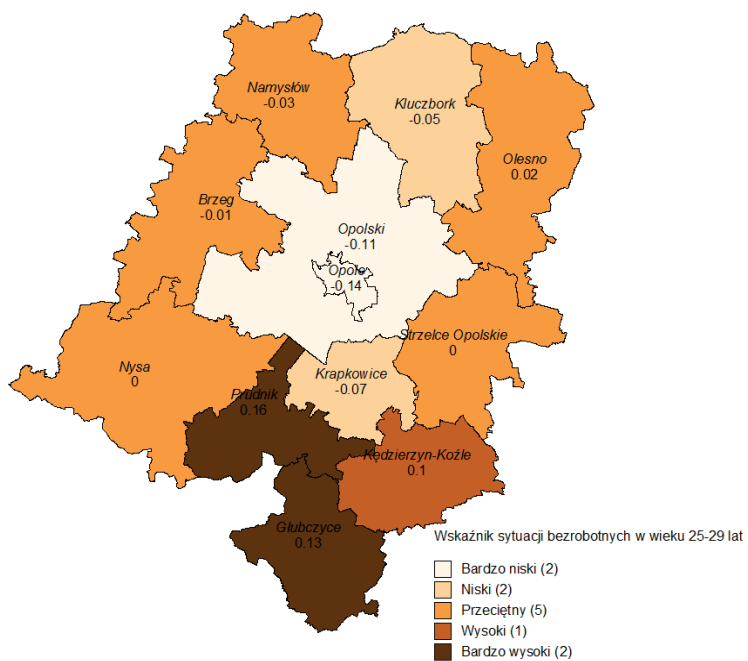 Namysłów
-0.03
Kluczbork
-0.05
Olesno
0.02
Brzeg
-0.01
Opolski
-0.11
Opole
-0.14
Strzelce Opolskie
0
Nysa
0
Krapkowice
-0.07
Prudnik
0.16
Kędzierzyn-Koźle
0.1
Głubczyce
0.13
Wskaźnik sytuacji bezrobotnych w wieku 25-29 lat
Bardzo niski (2)
Niski (2)
Przeciętny (5)
Wysoki (1)
Bardzo wysoki (2)